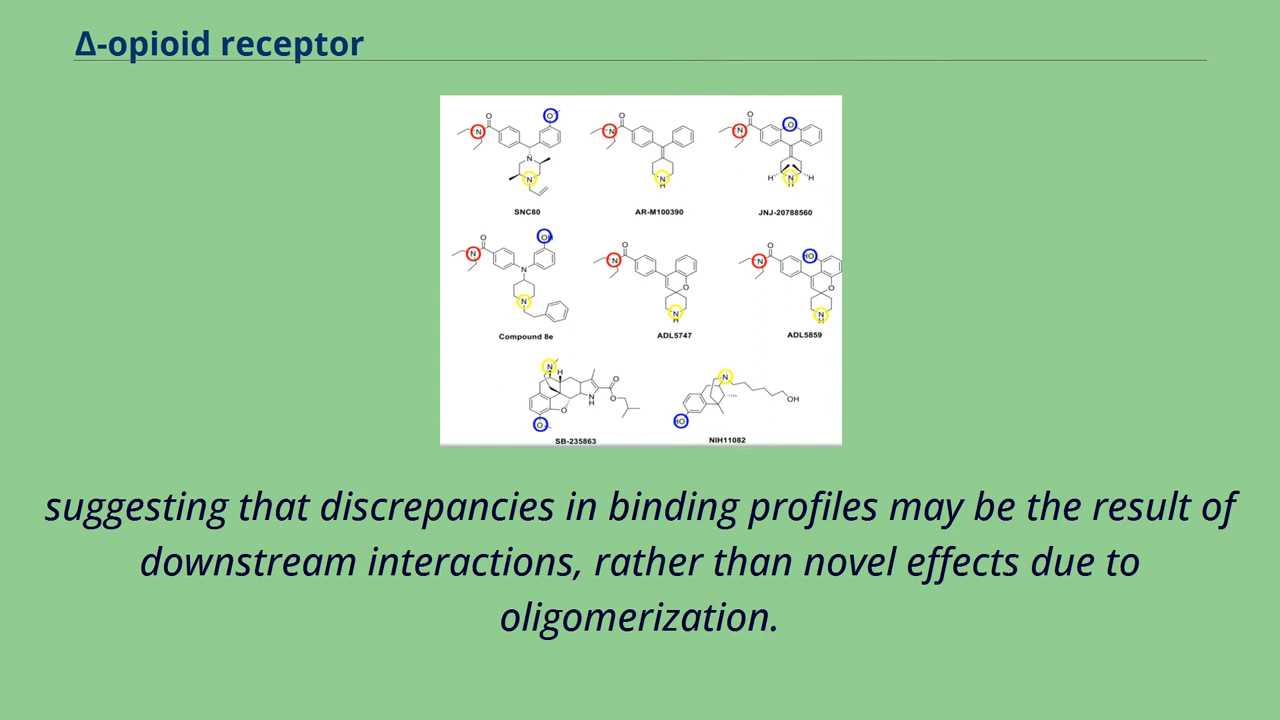 Δ-opioid receptor
SNC80
AR-M100390
JNJ-20788560
Compound 8e
ADL5747
ADL5859
SB-235863
NIH11082
suggesting that discrepancies in binding profiles may be the result of
downstream interactions, rather than novel effects due to
oligomerization.